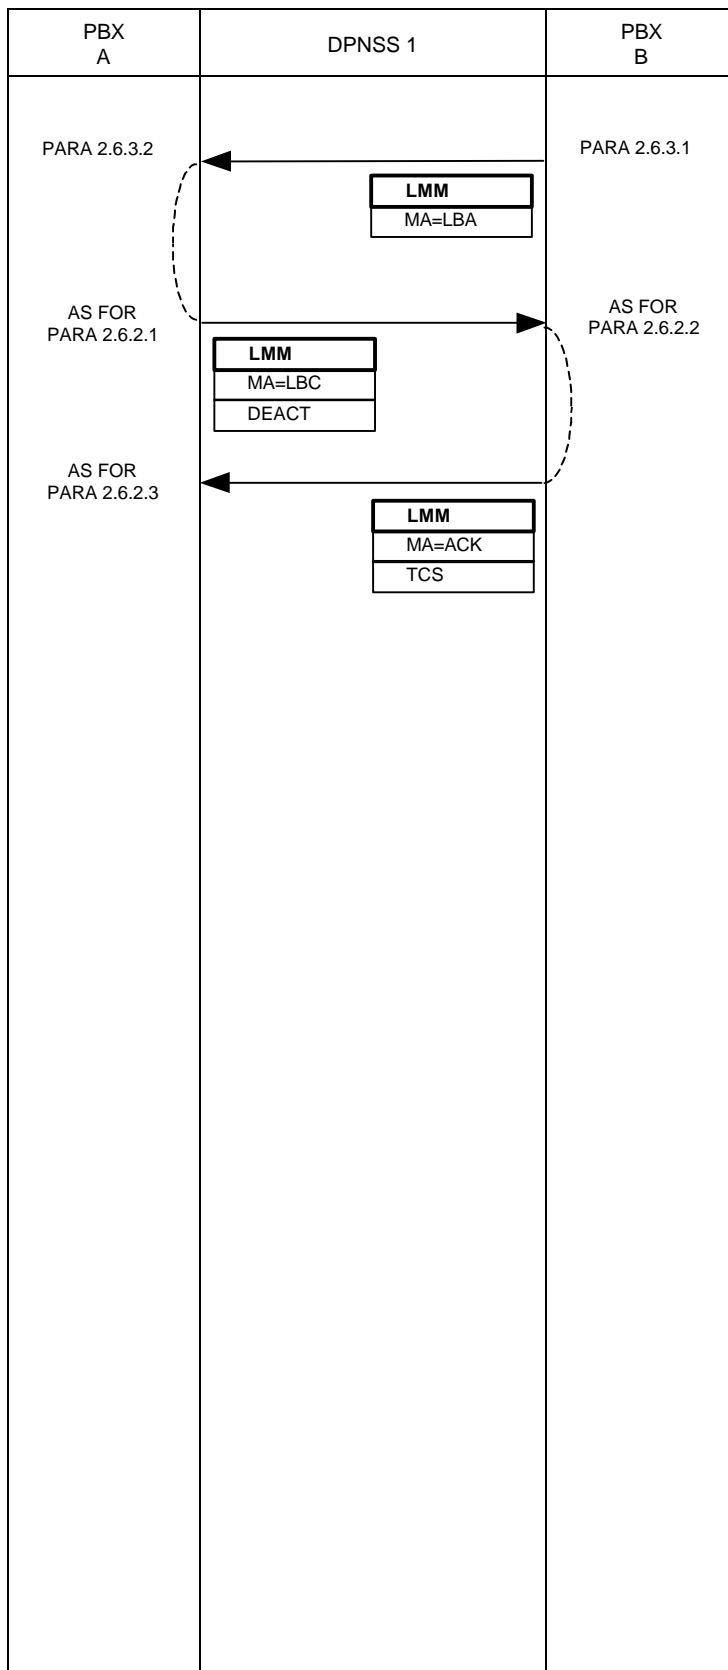 PBX
A
DPNSS 1
PBX
B
PARA 2.6.3.2
PARA 2.6.3.1
LMM
MA=LBA
AS FOR
PARA 2.6.2.1
AS FOR
PARA 2.6.2.2
LMM
MA=LBC
DEACT
AS FOR
PARA 2.6.2.3
LMM
MA=ACK
TCS